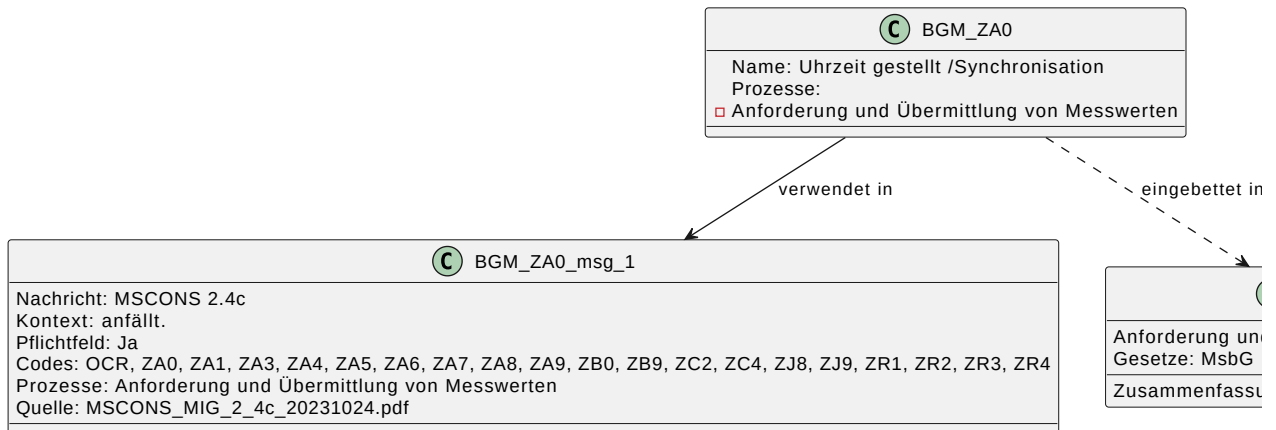 C BGM_ZA0
Name: Uhrzeit gestellt /Synchronisation
Prozesse:
Anforderung und Übermittlung von Messwerten
verwendet in
eingebettet in
C BGM_ZA0_msg_1
Nachricht: MSCONS 2.4c
Kontext: anfällt.
Pflichtfeld: Ja
Codes: OCR, ZA0, ZA1, ZA3, ZA4, ZA5, ZA6, ZA7, ZA8, ZA9, ZB0, ZB9, ZC2, ZC4, ZJ8, ZJ9, ZR1, ZR2, ZR3, ZR4
Prozesse: Anforderung und Übermittlung von Messwerten
Quelle: MSCONS_MIG_2_4c_20231024.pdf
Anforderung
Gesetze: MsbG